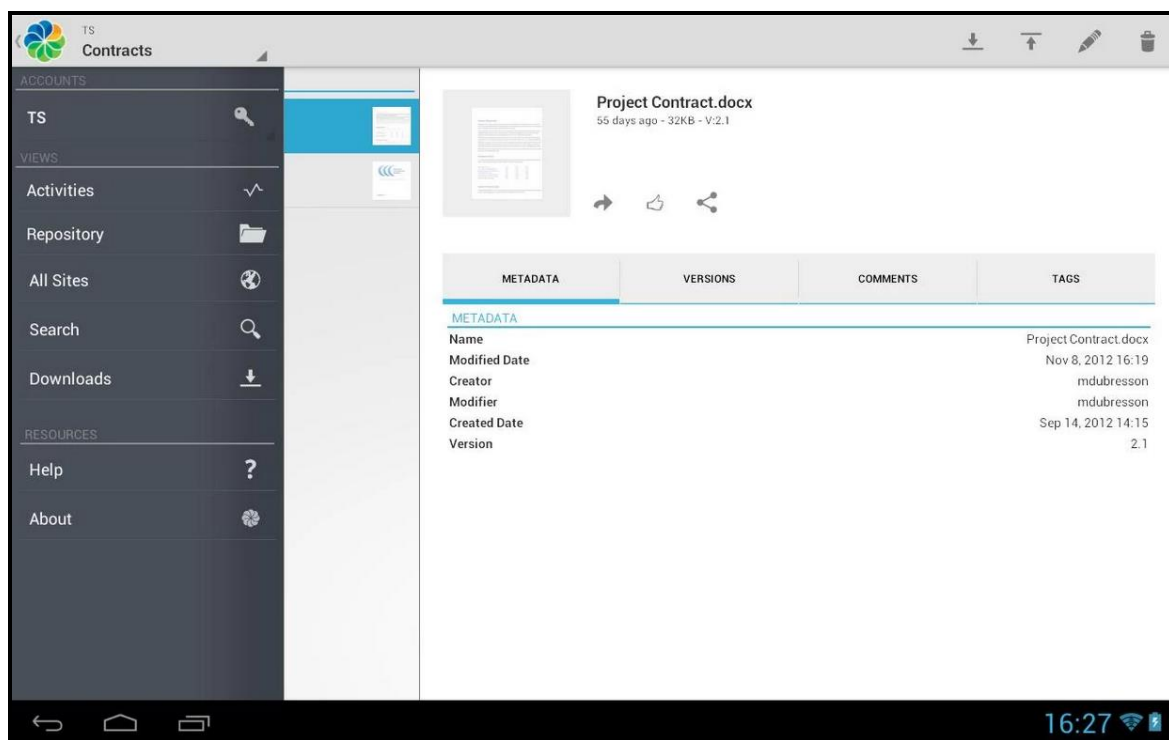 TS
Contracts
ACCOUNTS
TS
VIEWS
Activities
Repository
All Sites
Search
Downloads
RESOURCES
Help
About
Project Contract.docx
55 days ago - 32KB - V:2.1
METADATA VERSIONS COMMENTS TAGS
METADATA
Name Project Contract.docx
Modified Date Nov 8, 2012 16:19
Creator mdubresson
Modifier mdubresson
Created Date Sep 14, 2012 14:15
Version 2.1
16:27